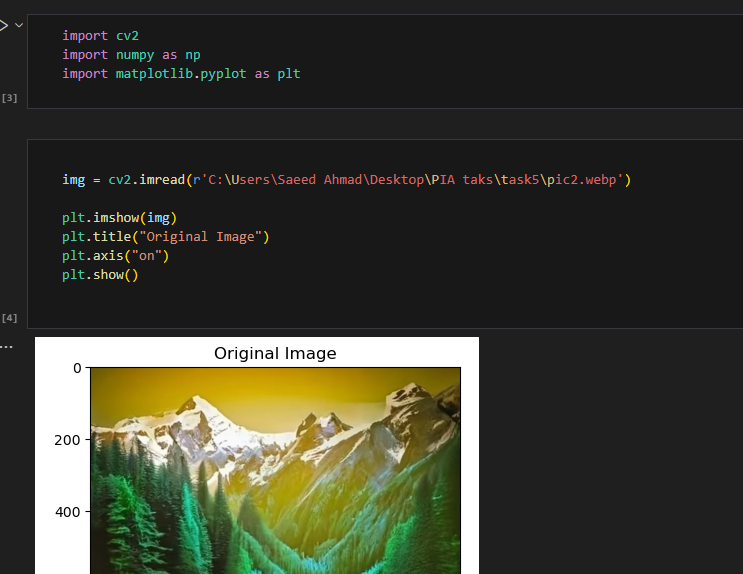 import cv2
import numpy as np
import matplotlib.pyplot as plt
[3]
img = cv2.imread(r'C:\Users\Saeed Ahmad\Desktop\PIA taks\task5\pic2.webp')
plt.imshow(img)
plt.title("Original Image")
plt.axis("on")
plt.show()
[4]
...
Original Image
0
200
400